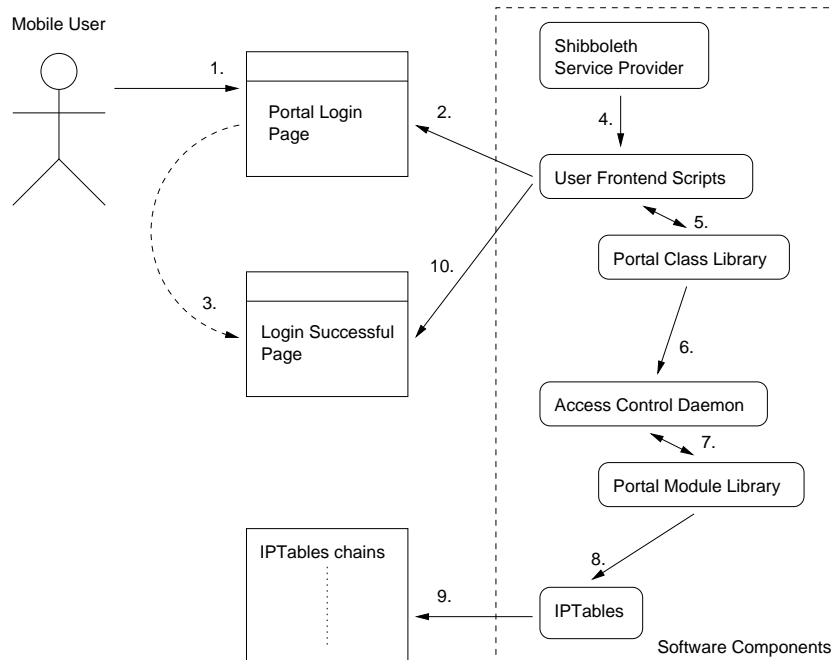 Mobile User
1.
Portal Login
Page
2.
Shibboleth
Service Provider
4.
User Frontend Scripts
5.
Portal Class Library
10.
3.
Login Successful
Page
6.
Access Control Daemon
7.
Portal Module Library
8.
IPTables chains
9.
IPTables
Software Components